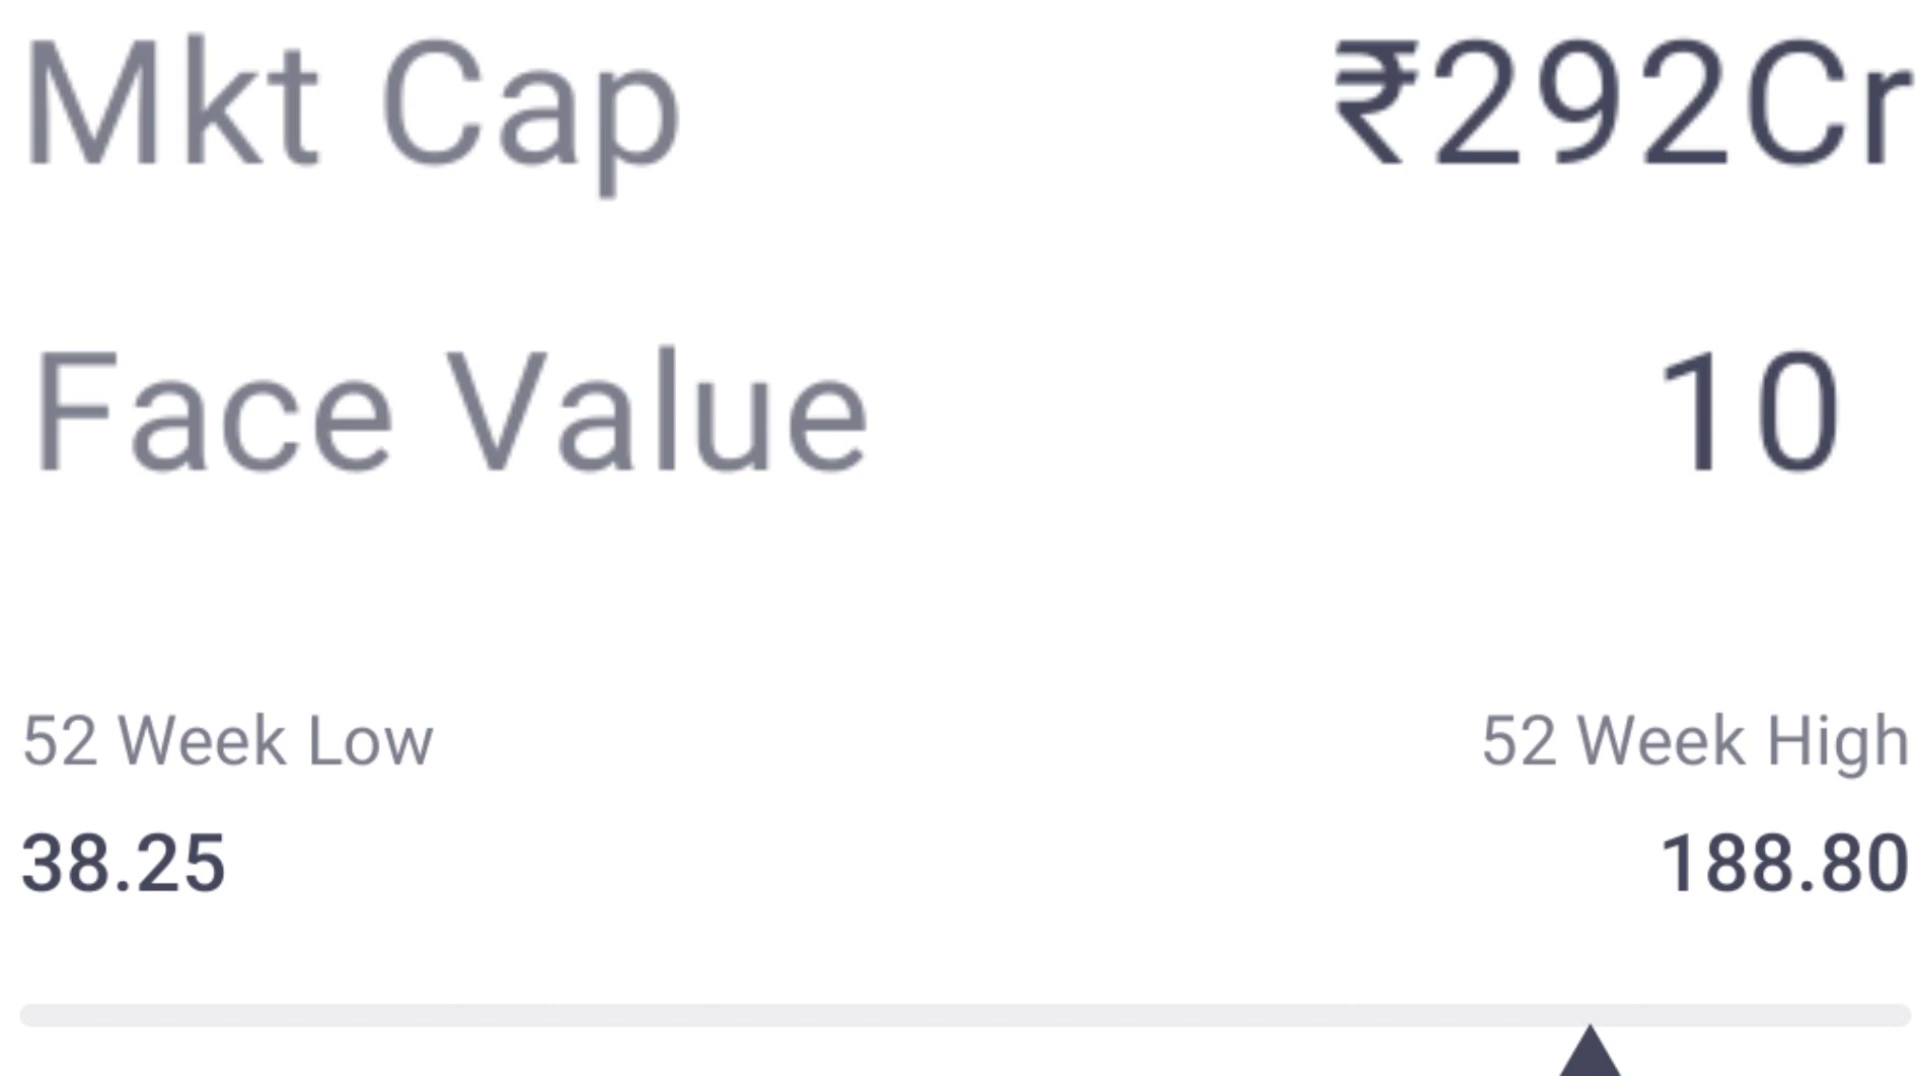 Mkt Cap ₹292Cr
Face Value 10
52 Week Low 52 Week High
38.25 188.80